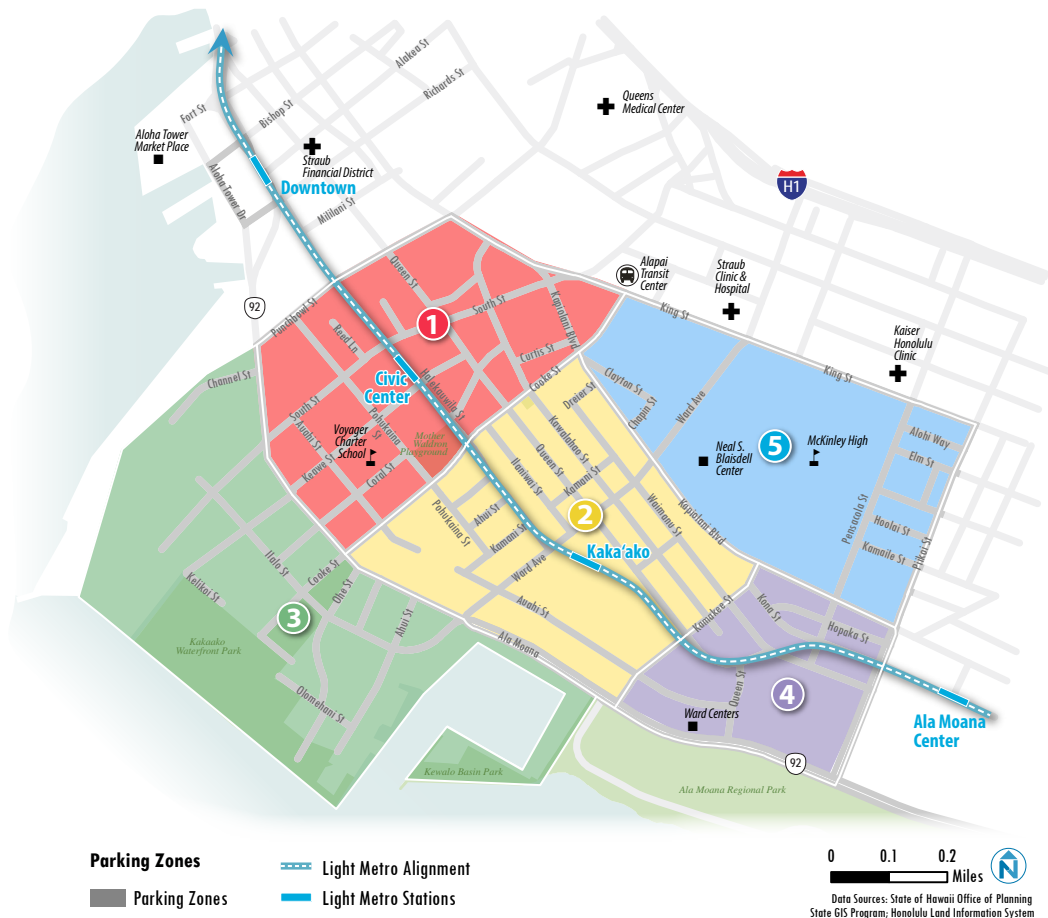 Alakea St
Richards St
Fort St
Bishop St
Queens
Medical Center
Aloha Tower
Market Place
Straub
Financial District
Downtown
Aloha Tower Dr
Mililani St
H1
Alapai
Transit
Center
Straub
Clinic &
Hospital
92
Punchbowl St
Queen St
South St
Kapiolani Blvd
King St
Kaiser
Honolulu
Clinic
King St
1
Reed Ln
Curtis St
Civic
Center
Halekauwila St
Cooke St
Dreier St
Clayton St
Chapin St
Ward Ave
Channel St
South St
Auahi St
Pohukaina
St
Keawe St
Coral St
Voyager
Charter
School
Mother
Waldron
Playground
Kawaiahao St
Queen St
Ilaniwai St
Kamani St
Waimanu St
Kapiolani Blvd
Neal S.
Blaisdell
Center
5
McKinley High
Alohi Way
Elm St
Pensacola St
Hoolai St
Kamaile St
Piikoi St
Pohukaina St
Ahui St
Kamani St
Ward Ave
2
Kaka‘ako
Auahi St
Ala Moana
Kamakee St
Kona St
Hopaka St
Ilalo St
Cooke St
Ohe St
Kelikoi St
Ahui St
3
Kakaako
Waterfront Park
Olomehani St
Queen St
4
Ward Centers
Ala Moana
Center
92
Kewalo Basin Park
Ala Moana Regional Park
Parking Zones
Parking Zones
Light Metro Alignment
Light Metro Stations
0 0.1 0.2
Miles
N
Data Sources: State of Hawaii Office of Planning
State GIS Program; Honolulu Land Information System